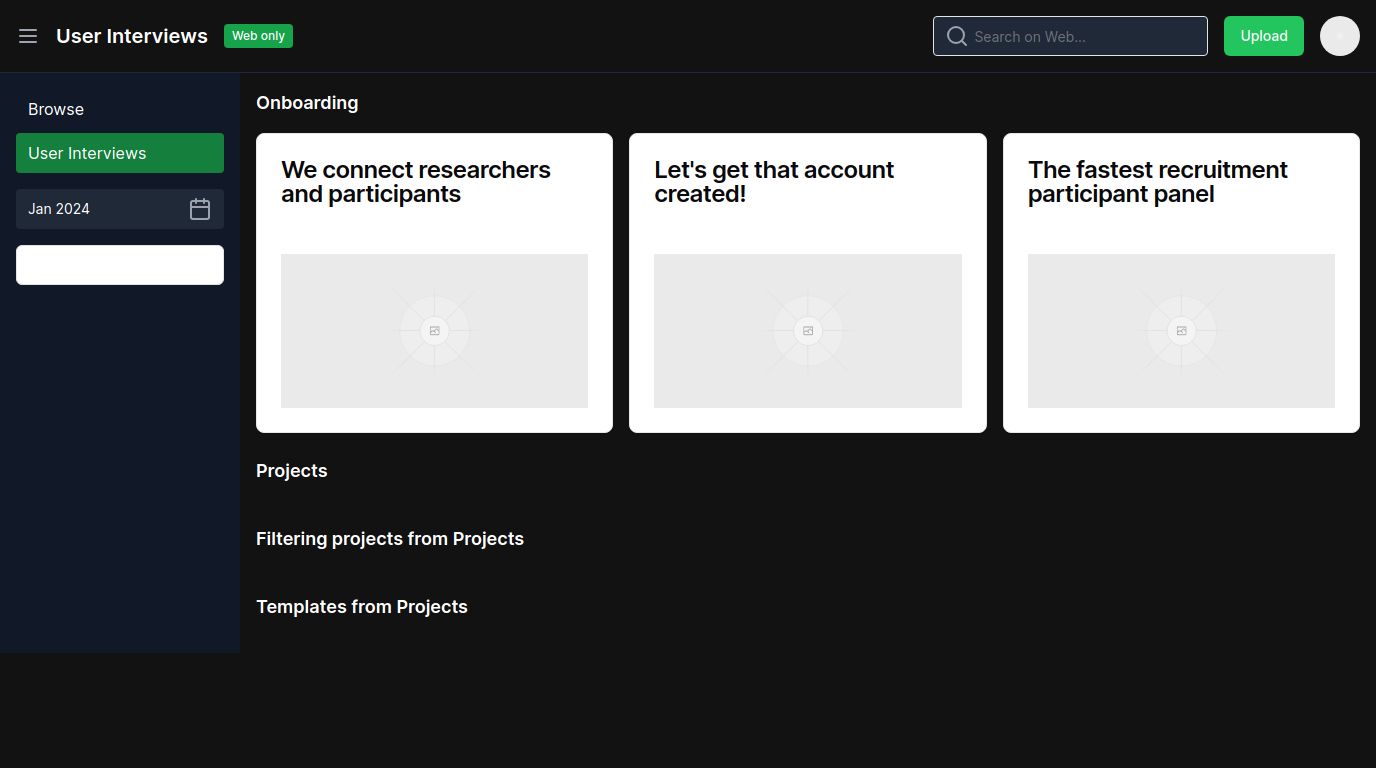 User Interviews
Web only
Search on Web...
Upload
Browse
User Interviews
Jan 2024
Onboarding
We connect researchers
and participants
Let's get that account
created!
The fastest recruitment
participant panel
Projects
Filtering projects from Projects
Templates from Projects